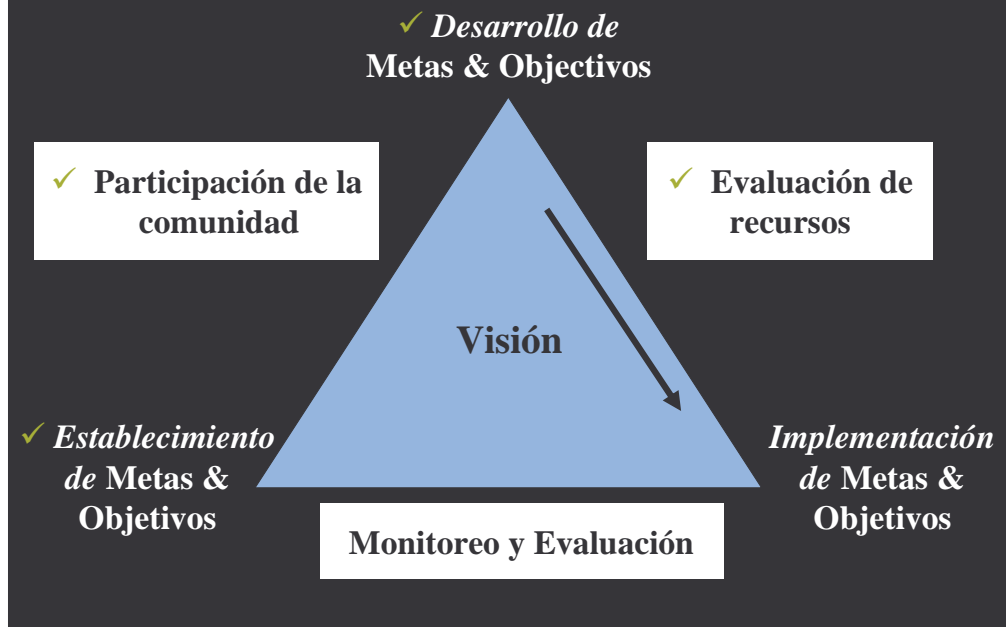 ✓ Desarrollo de
Metas & Objectivos
✓ Participación de la
comunidad
✓ Evaluación de
recursos
Visión
✓ Establecimiento
de Metas &
Objetivos
Implementación
de Metas &
Objetivos
Monitoreo y Evaluación